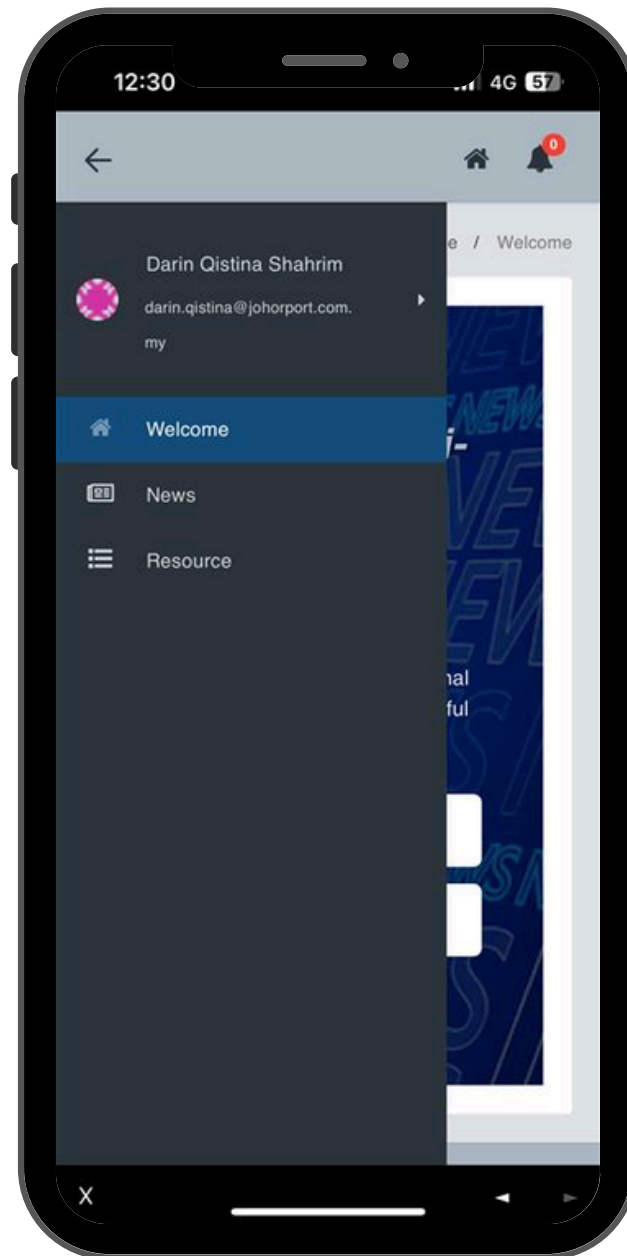 12:30 4G 57
0
e / Welcome
Darin Qistina Shahrim
darin.qistina@johorport.com.
my
Welcome
News
Resource
i-
NEWS
nal
ful
X